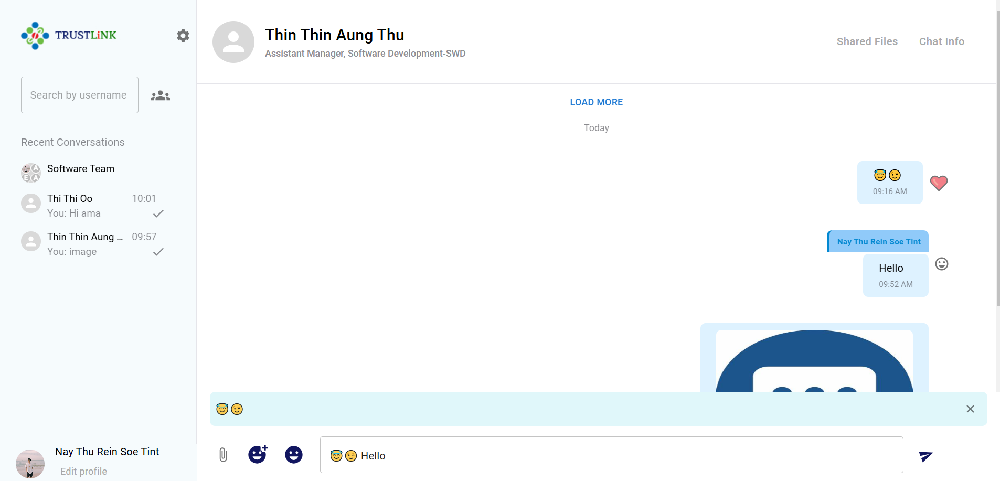 TRUSTLiNK
Search by username
Recent Conversations
A
E A
Software Team
Thi Thi Oo 10:01
You: Hi ama
Thin Thin Aung ... 09:57
You: image
Nay Thu Rein Soe Tint
Edit profile
Thin Thin Aung Thu
Assistant Manager, Software Development-SWD
Shared Files Chat Info
LOAD MORE
Today
😇😉
09:16 AM
Nay Thu Rein Soe Tint
Hello
09:52 AM
😇😉
😇😉 Hello